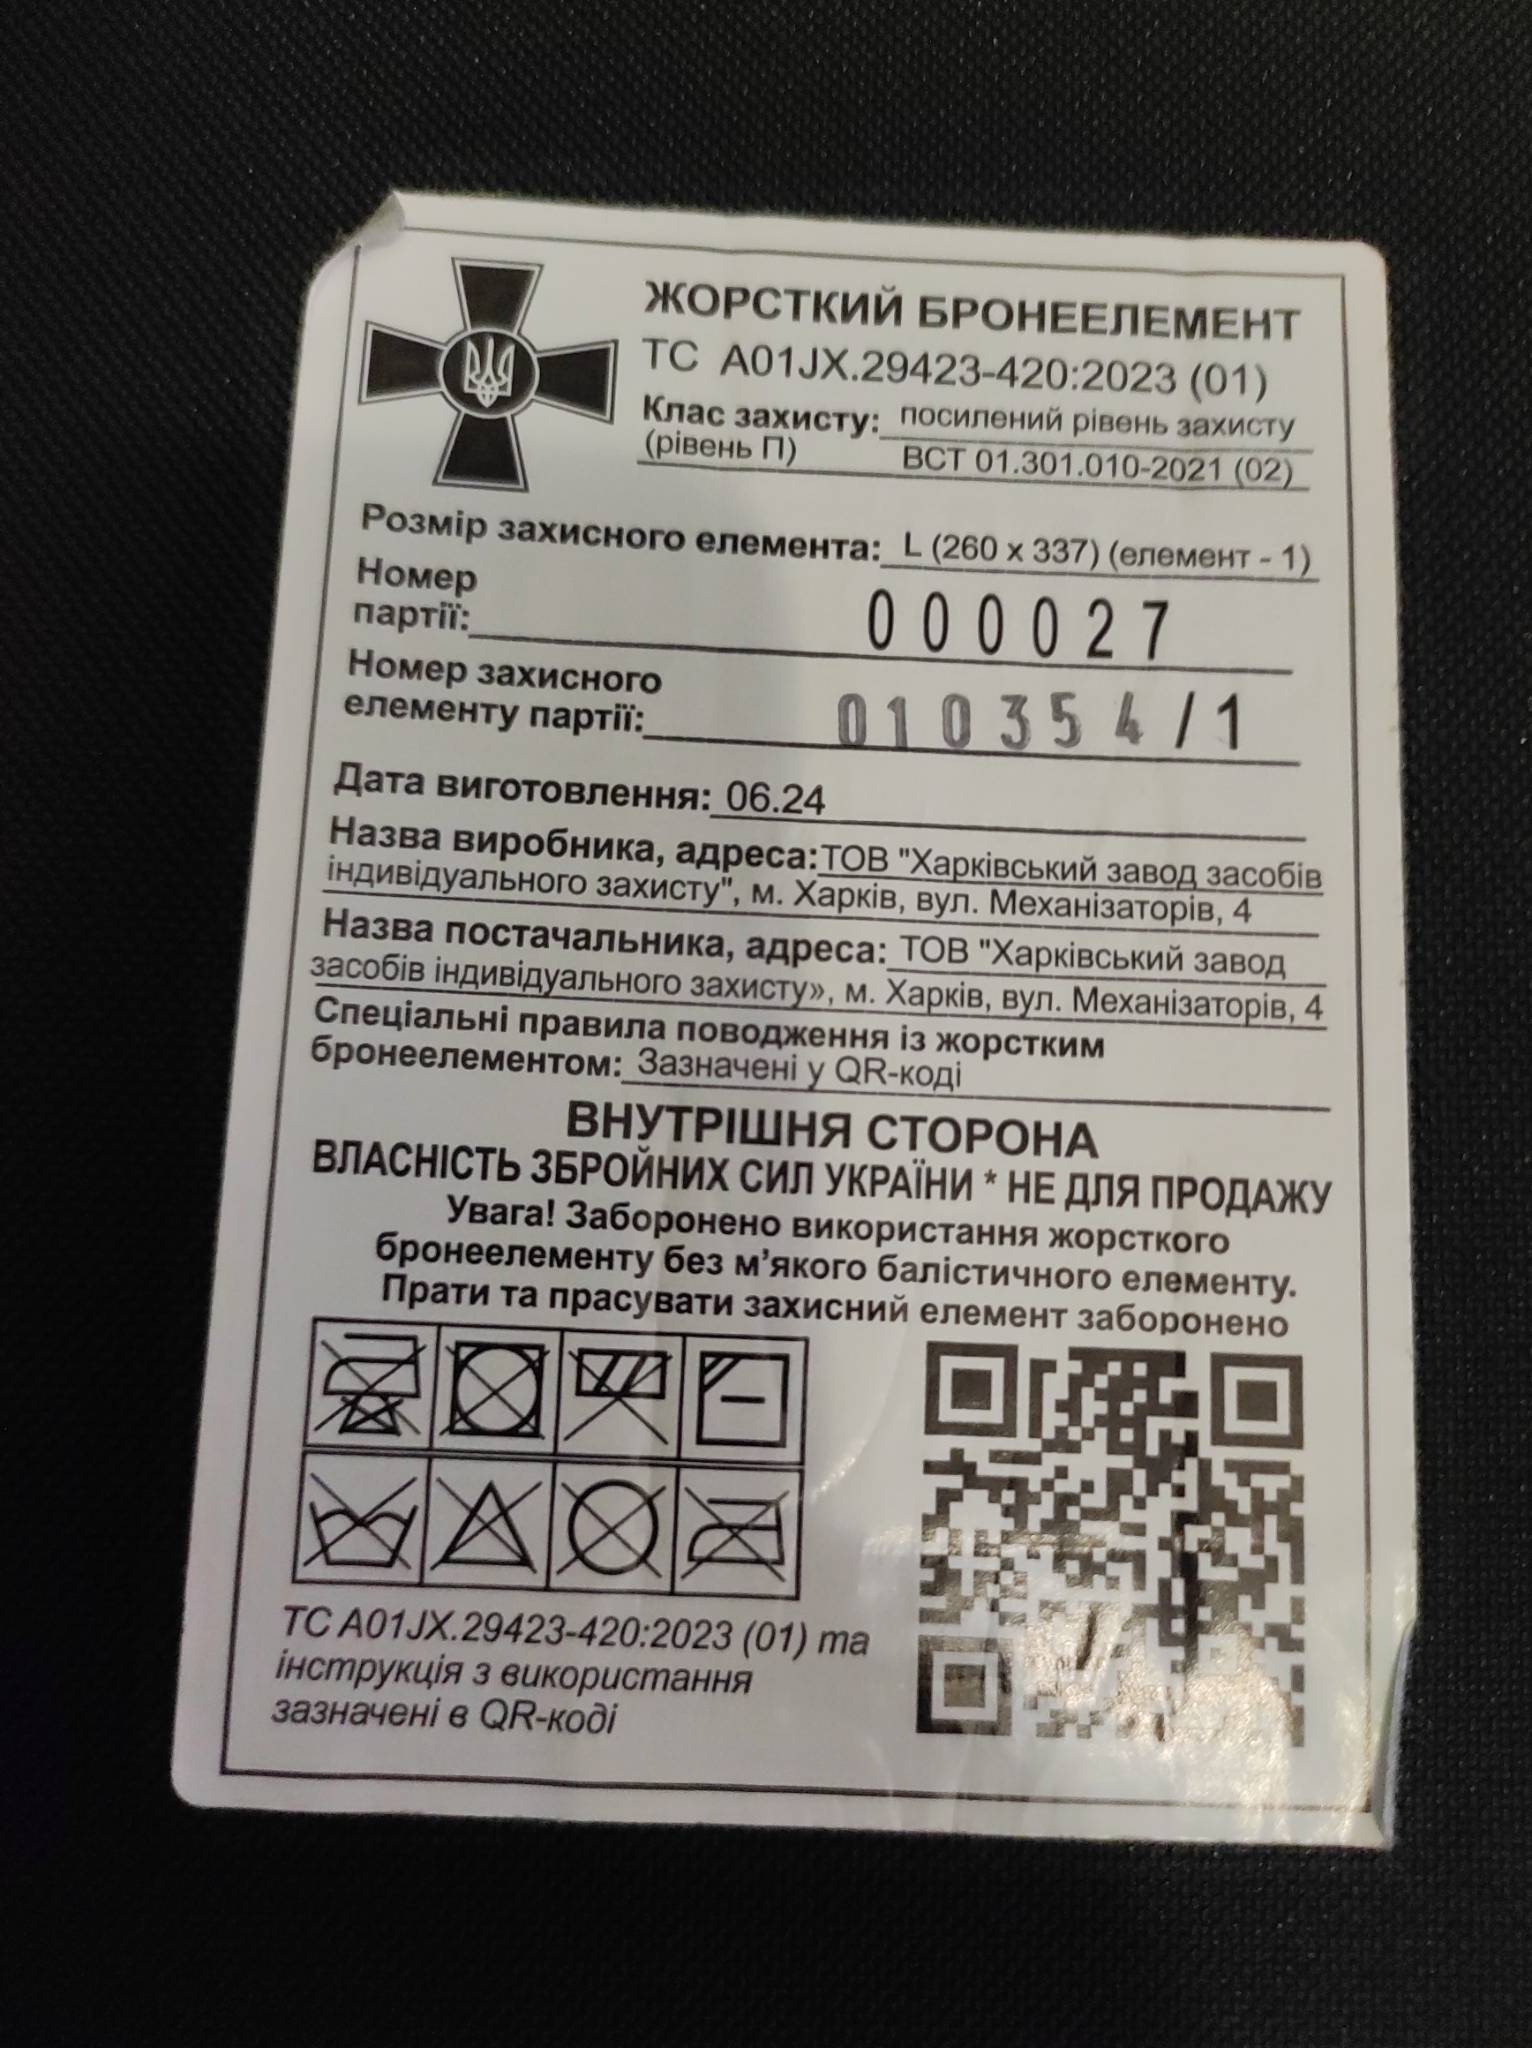 ЖОРСТКИЙ БРОНЕЕЛЕМЕНТ
ТС А01JX.29423-420:2023 (01)
Клас захисту: посилений рівень захисту
(рівень П) ВСТ 01.301.010-2021 (02)
Розмір захисного елемента: L (260 х 337) (елемент - 1)
Номер
партії: 000027
Номер захисного
елементу партії: 010354/1
Дата виготовлення: 06.24
Назва виробника, адреса: ТОВ "Харківський завод засобів
індивідуального захисту", м. Харків, вул. Механізаторів, 4
Назва постачальника, адреса: ТОВ "Харківський завод
засобів індивідуального захисту», м. Харків, вул. Механізаторів, 4
Спеціальні правила поводження із жорстким
бронеелементом: Зазначені у QR-коді
ВНУТРІШНЯ СТОРОНА
ВЛАСНІСТЬ ЗБРОЙНИХ СИЛ УКРАЇНИ * НЕ ДЛЯ ПРОДАЖУ
Увага! Заборонено використання жорсткого
бронеелементу без м’якого балістичного елементу.
Прати та прасувати захисний елемент заборонено
ТС А01JX.29423-420:2023 (01) та
інструкція з використання
зазначені в QR-коді